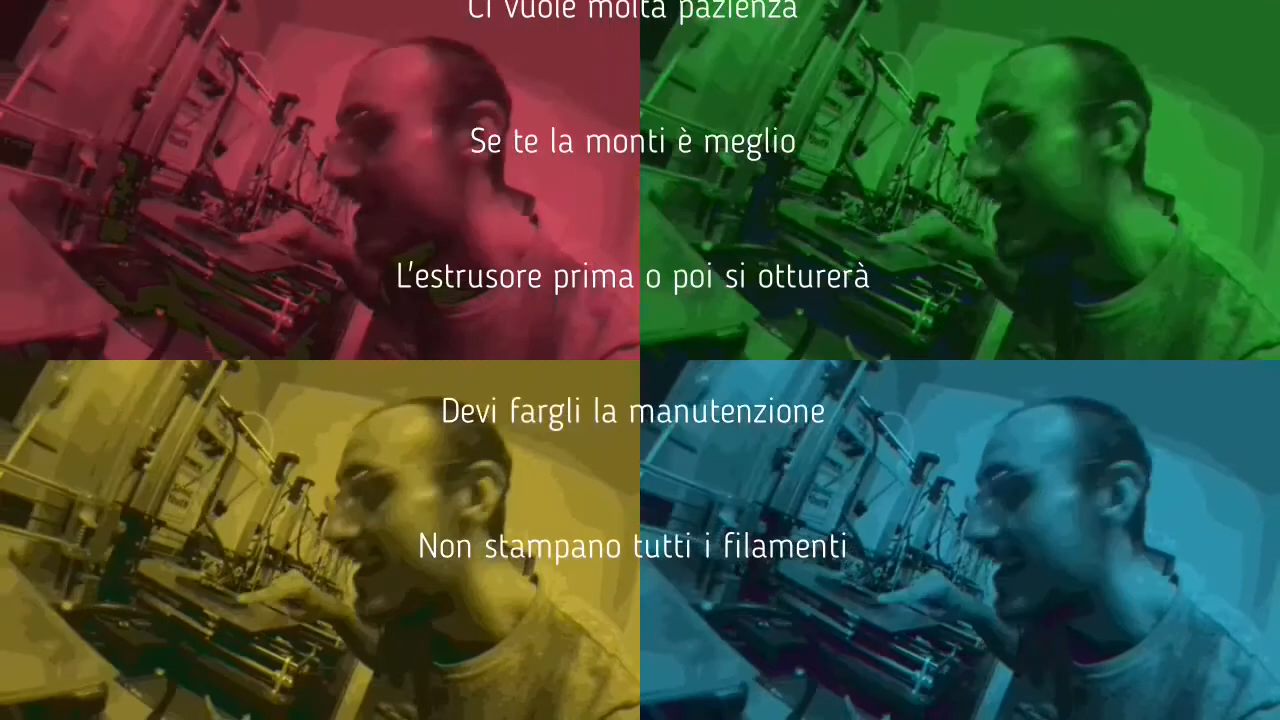 Ci vuole molta pazienza
Se te la monti è meglio
L'estrusore prima o poi si otturerà
Devi fargli la manutenzione
Non stampano tutti i filamenti